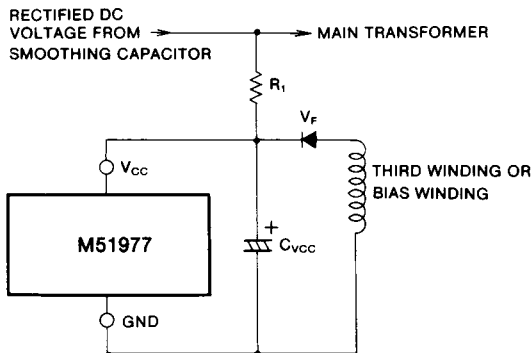 RECTIFIED DC
VOLTAGE FROM
SMOOTHING CAPACITOR
MAIN TRANSFORMER
R1
VF
VCC
THIRD WINDING OR
BIAS WINDING
M51977
+
CVCC
GND